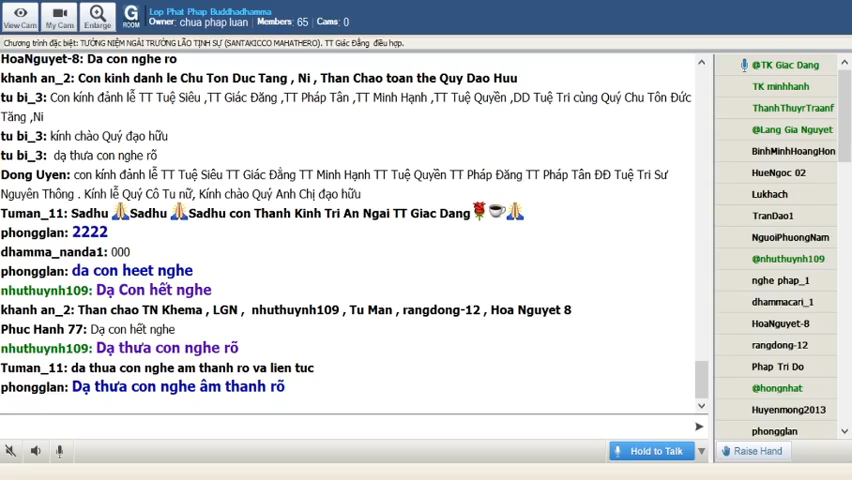 Lop Phat Phap Buddhadhamma
Owner: chua phap luan Members: 65 Cams: 0
View Cam
My Cam
Enlarge
G
ROOM
Chương trình đặc biệt: TƯỞNG NIỆM NGÀI TRƯỞNG LÃO TỊNH SỰ (SANTAKICCO MAHATHERO). TT Giác Đẳng điều hợp.
HoaNguyet-8: Da con nghe ro
khanh an_2: Con kinh danh le Chu Ton Duc Tang , Ni , Than Chao toan the Quy Dao Huu
tu bi_3: Con kính đảnh lễ TT Tuệ Siêu ,TT Giác Đăng ,TT Pháp Tân ,TT Minh Hạnh ,TT Tuệ Quyền ,DD Tuệ Tri cùng Quý Chu Tôn Đức
Tăng ,Ni
tu bi_3: kính chào Quý đạo hữu
tu bi_3: dạ thưa con nghe rõ
Dong Uyen: con kính đảnh lễ TT Tuệ Siêu TT Giác Đẳng TT Minh Hạnh TT Tuệ Quyền TT Pháp Đăng TT Pháp Tân ĐĐ Tuệ Tri Sư
Nguyên Thông . Kính lễ Quý Cô Tu nữ, Kính chào Quý Anh Chị đạo hữu
Tuman_11: Sadhu 🙏Sadhu 🙏Sadhu con Thanh Kinh Tri An Ngai TT Giac Dang🌹☕🙏
phongglan: 2222
dhamma_nanda1: 000
phongglan: da con heet nghe
nhuthuynh109: Dạ Con hết nghe
khanh an_2: Than chao TN Khema , LGN , nhuthuynh109 , Tu Man , rangdong-12 , Hoa Nguyet 8
Phuc Hanh 77: Dạ con hết nghe
nhuthuynh109: Dạ thưa con nghe rõ
Tuman_11: da thua con nghe am thanh ro va lien tuc
phongglan: Dạ thưa con nghe âm thanh rõ
Hold to Talk
@TK Giac Dang
TK minhhanh
ThanhThuyrTraanf
@Lang Gia Nguyet
BinhMinhHoangHon
HueNgoc 02
Lukhach
TranDao1
NguoiPhuongNam
@nhuthuynh109
nghe phap_1
dhammacari_1
HoaNguyet-8
rangdong-12
Phap Tri Do
@hongnhat
Huyenmong2013
phongglan
Raise Hand